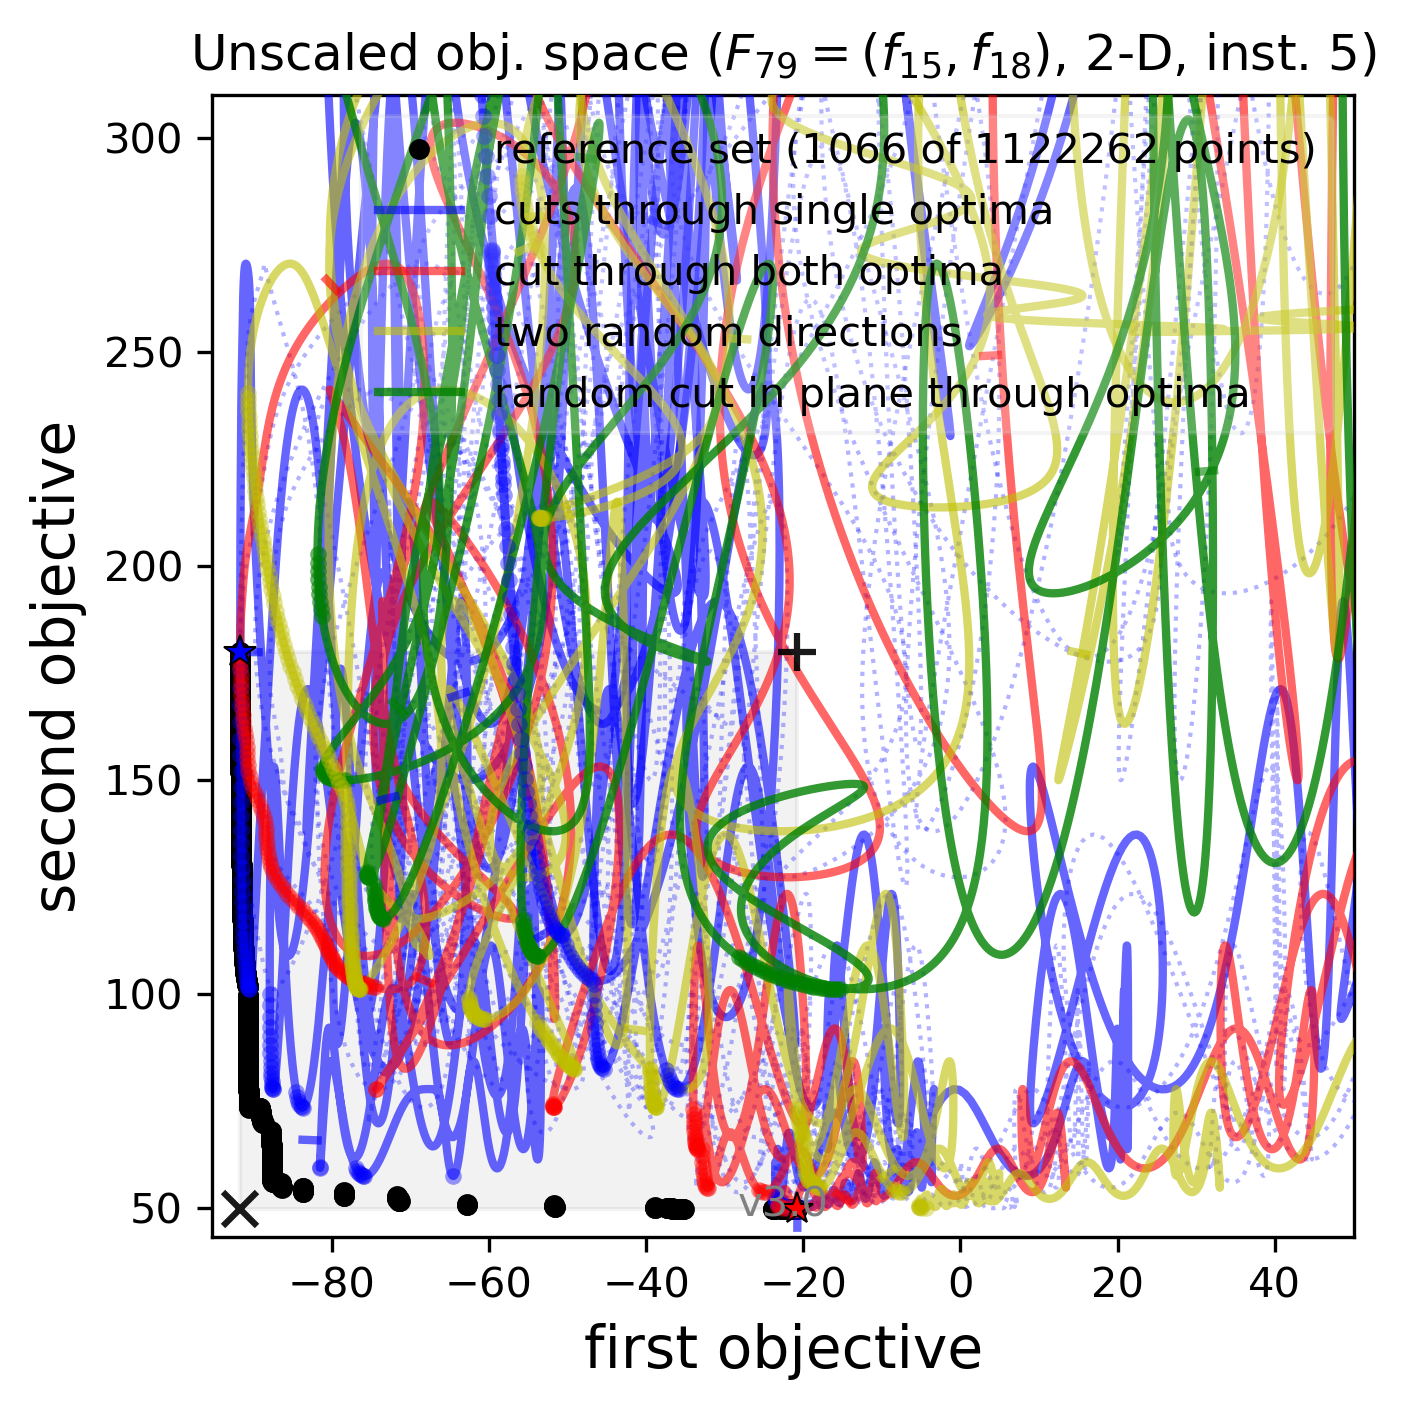 Unscaled obj. space (F₇₉ = (f₁₅, f₁₈), 2-D, inst. 5)
300
250
200
150
100
50
second objective
reference set (1066 of 1122262 points)
cuts through single optima
cut through both optima
two random directions
random cut in plane through optima
v3.0
−80
−60
−40
−20
0
20
40
first objective